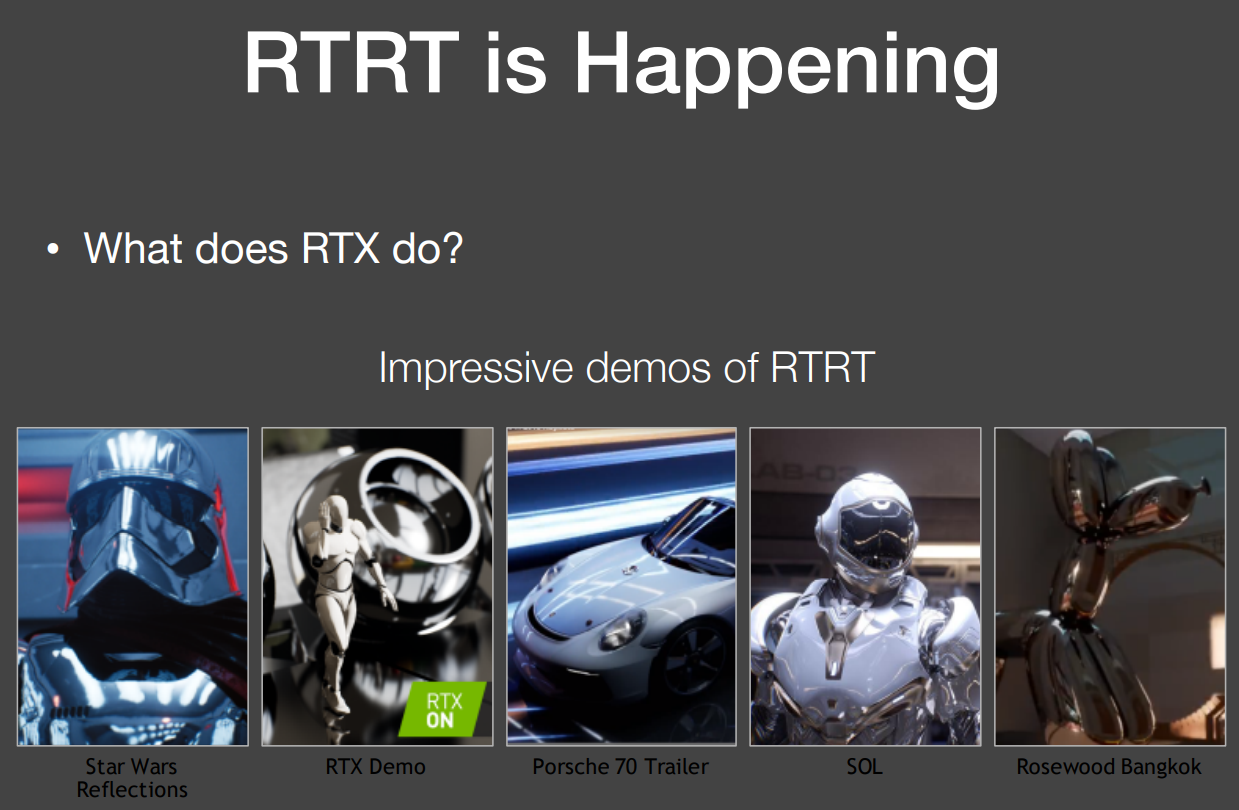 RTRT is Happening
• What does RTX do?
Impressive demos of RTRT
AB-03
RTX
ON
Star Wars
Reflections
RTX Demo
Porsche 70 Trailer
SOL
Rosewood Bangkok